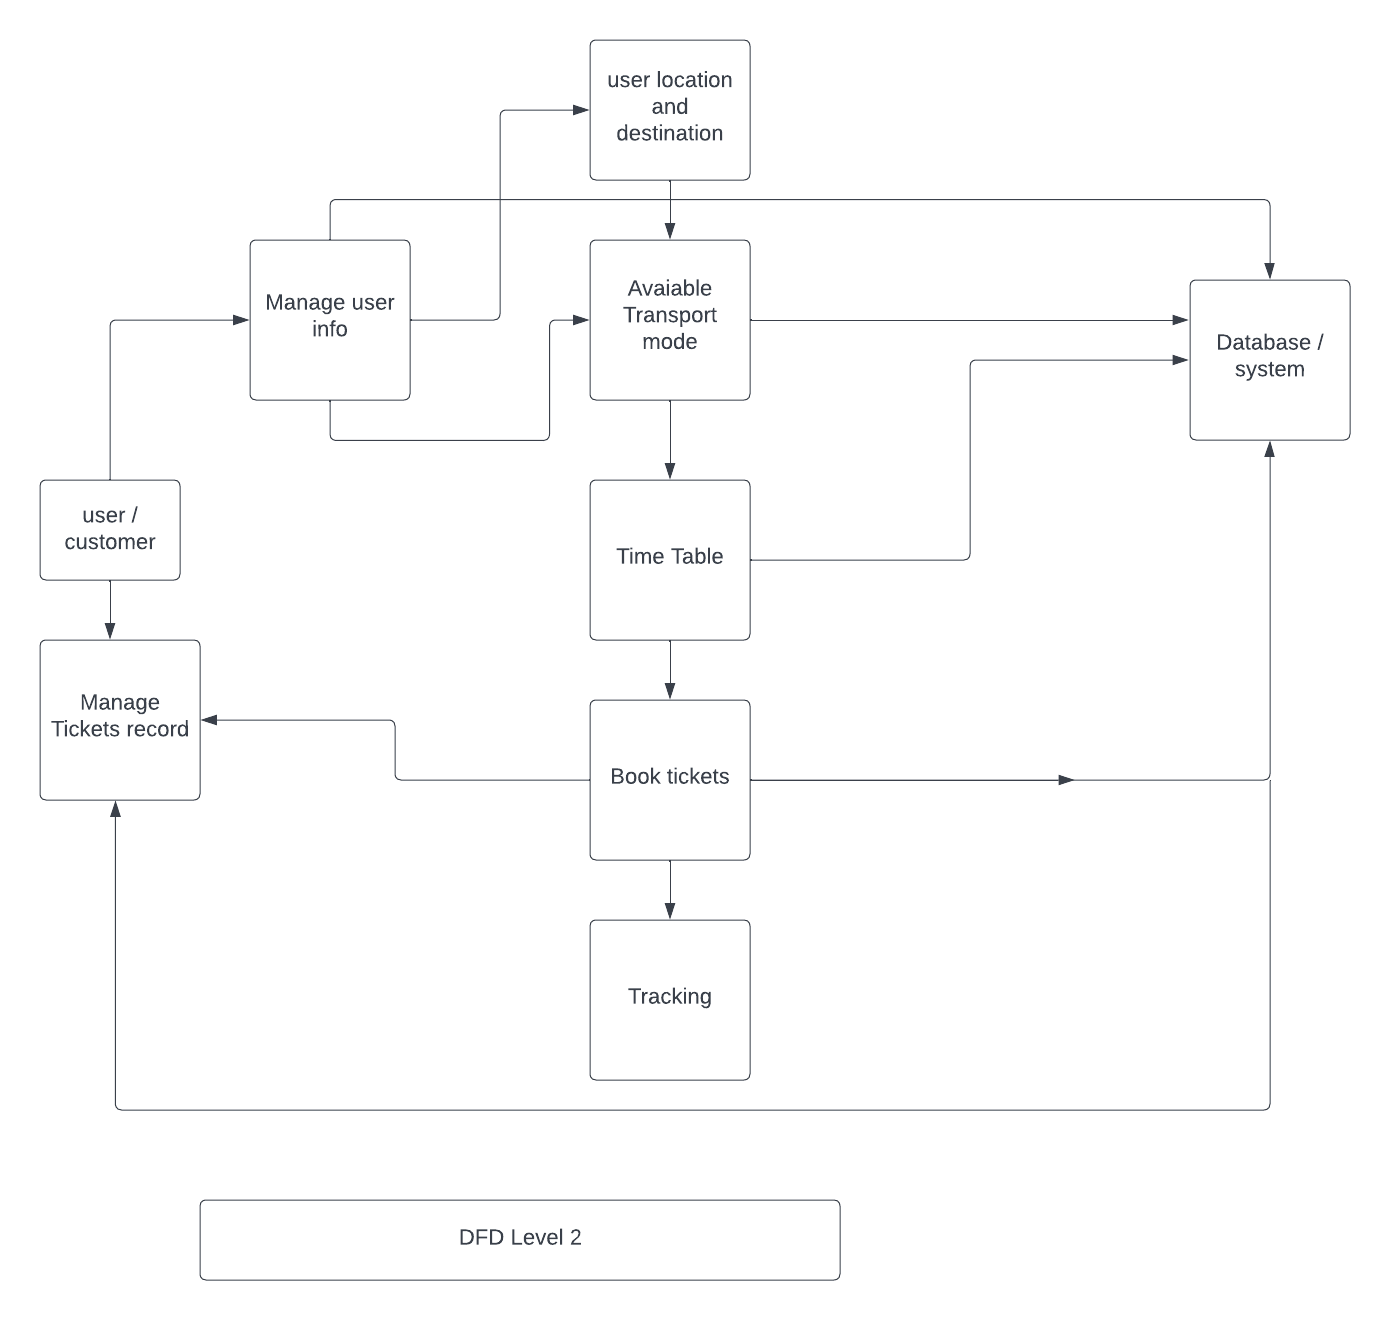 user location
and
destination
Manage user
info
Avaiable
Transport
mode
Database /
system
user /
customer
Time Table
Manage
Tickets record
Book tickets
Tracking
DFD Level 2